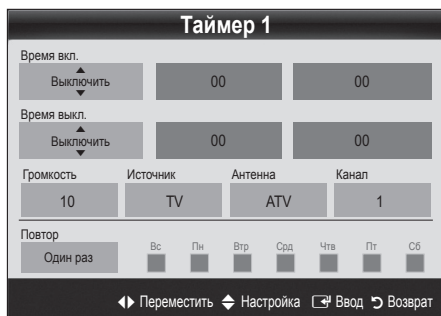 Таймер 1
Время вкл.
Выключить 00 00
Время выкл.
Выключить 00 00
Громкость Источник Антенна Канал
10 TV ATV 1
Повтор Вс Пн Втр Срд Чтв Пт Сб
Один раз
Переместить Настройка Ввод Возврат